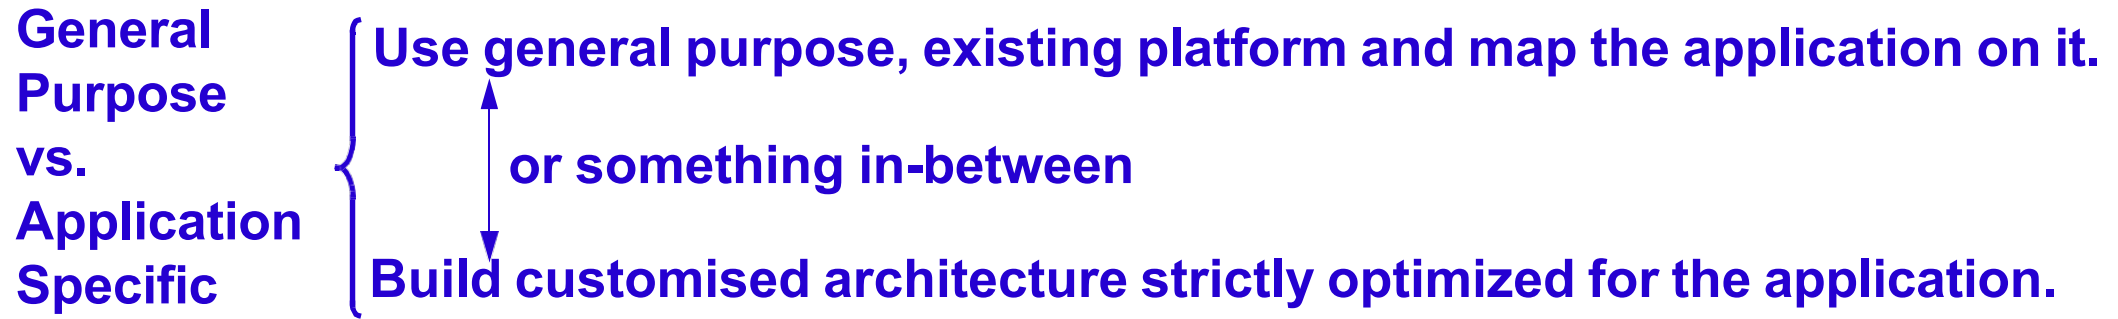 General
Purpose
vs.
Application
Specific
Use general purpose, existing platform and map the application on it.
or something in-between
Build customised architecture strictly optimized for the application.